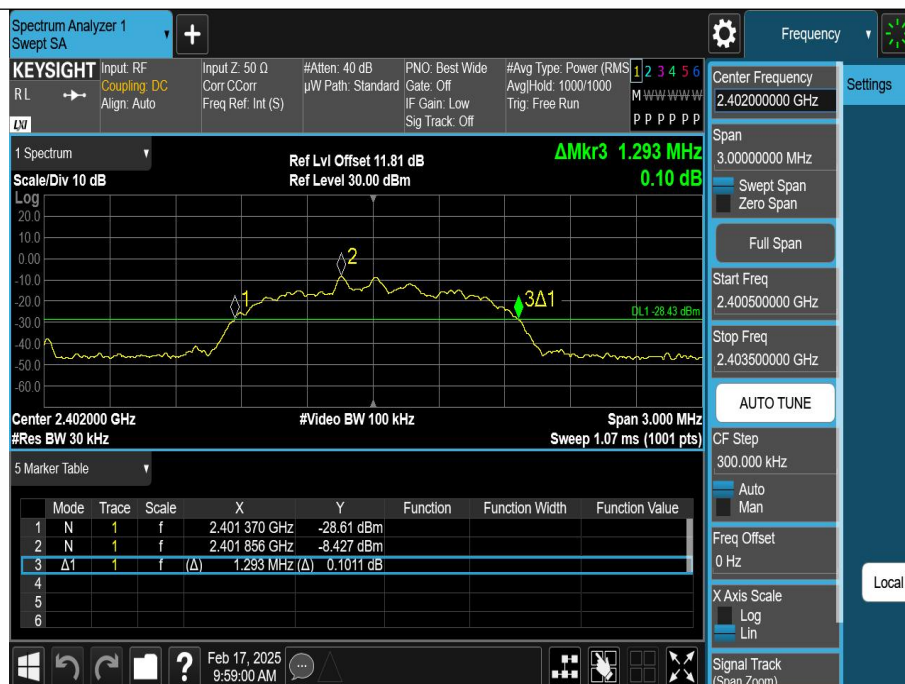 Spectrum Analyzer 1
Swept SA
+
Frequency
KEYSIGHT Input: RF Input Z: 50 Ω #Atten: 40 dB PNO: Best Wide #Avg Type: Power (RMS 1 2 3 4 5 6
RL Coupling: DC Corr CCorr µW Path: Standard Gate: Off Avg|Hold: 1000/1000 M W W W W W
Align: Auto Freq Ref: Int (S) IF Gain: Low Trig: Free Run
LXI Sig Track: Off P P P P P P
1 Spectrum
Scale/Div 10 dB
Ref Lvl Offset 11.81 dB
Ref Level 30.00 dBm
ΔMkr3 1.293 MHz
0.10 dB
Log
20.0
10.0
0.00
-10.0
-20.0
-30.0
-40.0
-50.0
-60.0
2
1
3Δ1
DL1 -28.43 dBm
Center 2.402000 GHz #Video BW 100 kHz Span 3.000 MHz
#Res BW 30 kHz Sweep 1.07 ms (1001 pts)
5 Marker Table
Mode Trace Scale X Y Function Function Width Function Value
1 N 1 f 2.401 370 GHz -28.61 dBm
2 N 1 f 2.401 856 GHz -8.427 dBm
3 Δ1 1 f (Δ) 1.293 MHz (Δ) 0.1011 dB
4
5
6
?
Feb 17, 2025
9:59:00 AM
Center Frequency
2.402000000 GHz
Settings
Span
3.00000000 MHz
Swept Span
Zero Span
Full Span
Start Freq
2.400500000 GHz
Stop Freq
2.403500000 GHz
AUTO TUNE
CF Step
300.000 kHz
Auto
Man
Freq Offset
0 Hz
Local
X Axis Scale
Log
Lin
Signal Track
(Span Zoom)